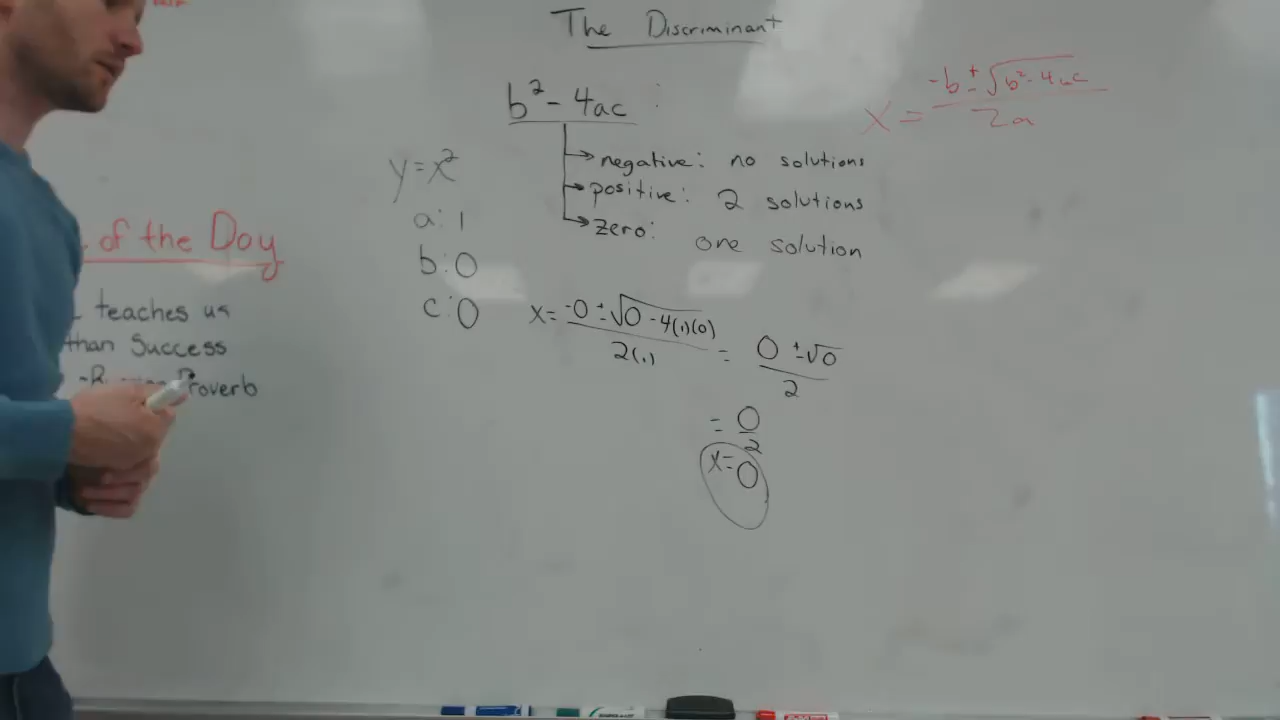 The Discriminant
b² - 4ac :
negative: no solutions
positive: 2 solutions
zero: one solution
x = -b ± √b² - 4ac / 2a
y = x²
a: 1
b: 0
c: 0
x = -0 ± √0 - 4(1)(0) / 2(1) = 0 ± √0 / 2
= 0 / 2
x = 0
of the Day
teaches us
than Success
Proverb